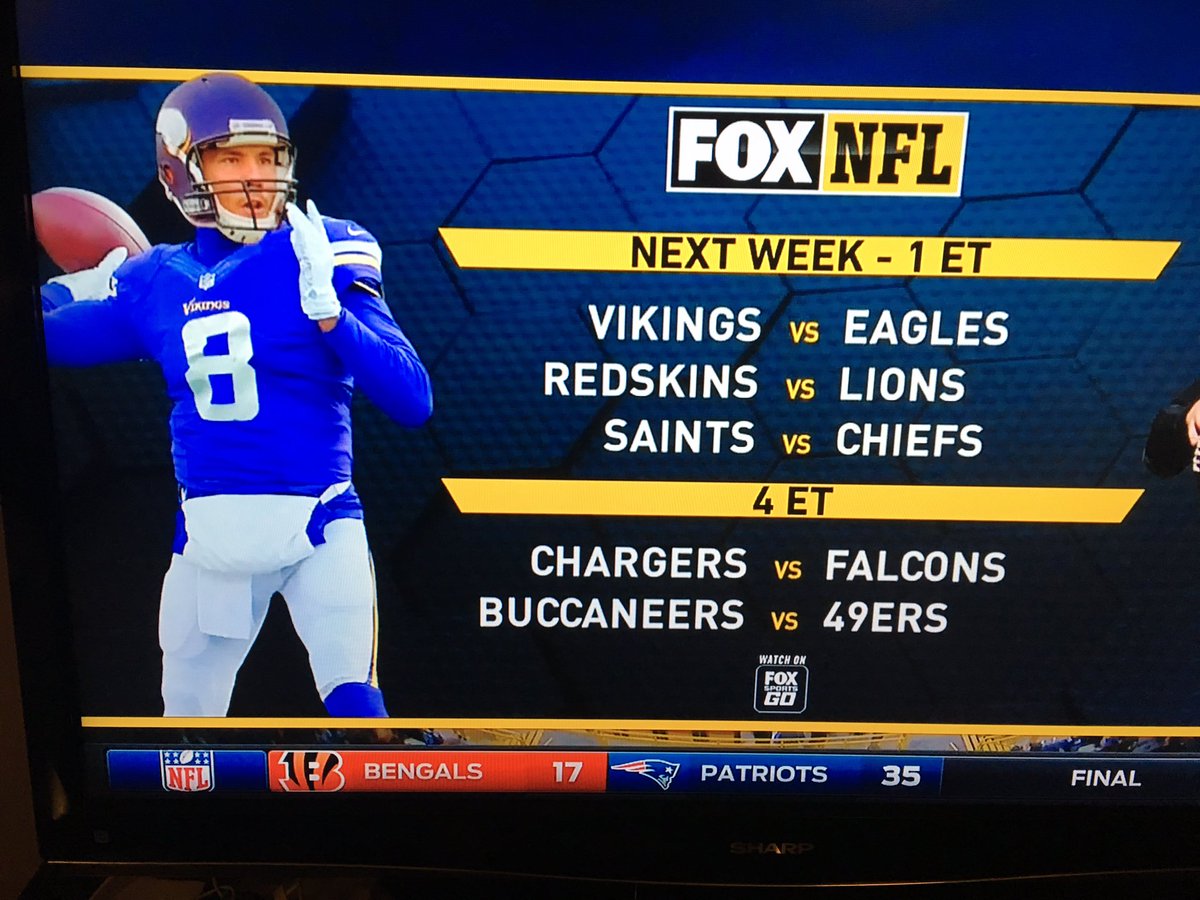 FOX NFL
NEXT WEEK - 1 ET
VIKINGS VS EAGLES
REDSKINS VS LIONS
SAINTS VS CHIEFS
4 ET
CHARGERS VS FALCONS
BUCCANEERS VS 49ERS
WATCH ON
FOX
SPORTS
GO
VIKINGS
8
NFL BENGALS 17 PATRIOTS 35 FINAL
SHARP